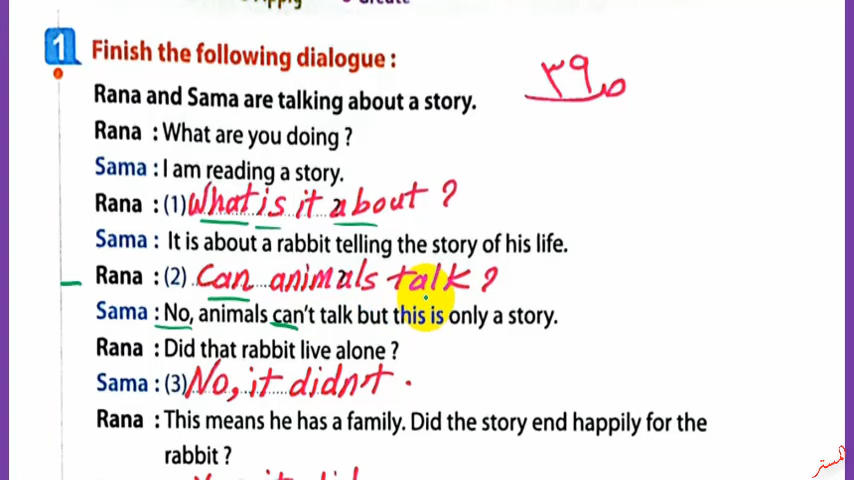 • Create
1 Finish the following dialogue :
ص ٣٩
Rana and Sama are talking about a story.
Rana : What are you doing ?
Sama : I am reading a story.
Rana : (1) What is it about ?
Sama : It is about a rabbit telling the story of his life.
Rana : (2) Can animals talk ?
Sama : No, animals can't talk but this is only a story.
Rana : Did that rabbit live alone ?
Sama : (3) No, it didn't .
Rana : This means he has a family. Did the story end happily for the
rabbit ?
المستر